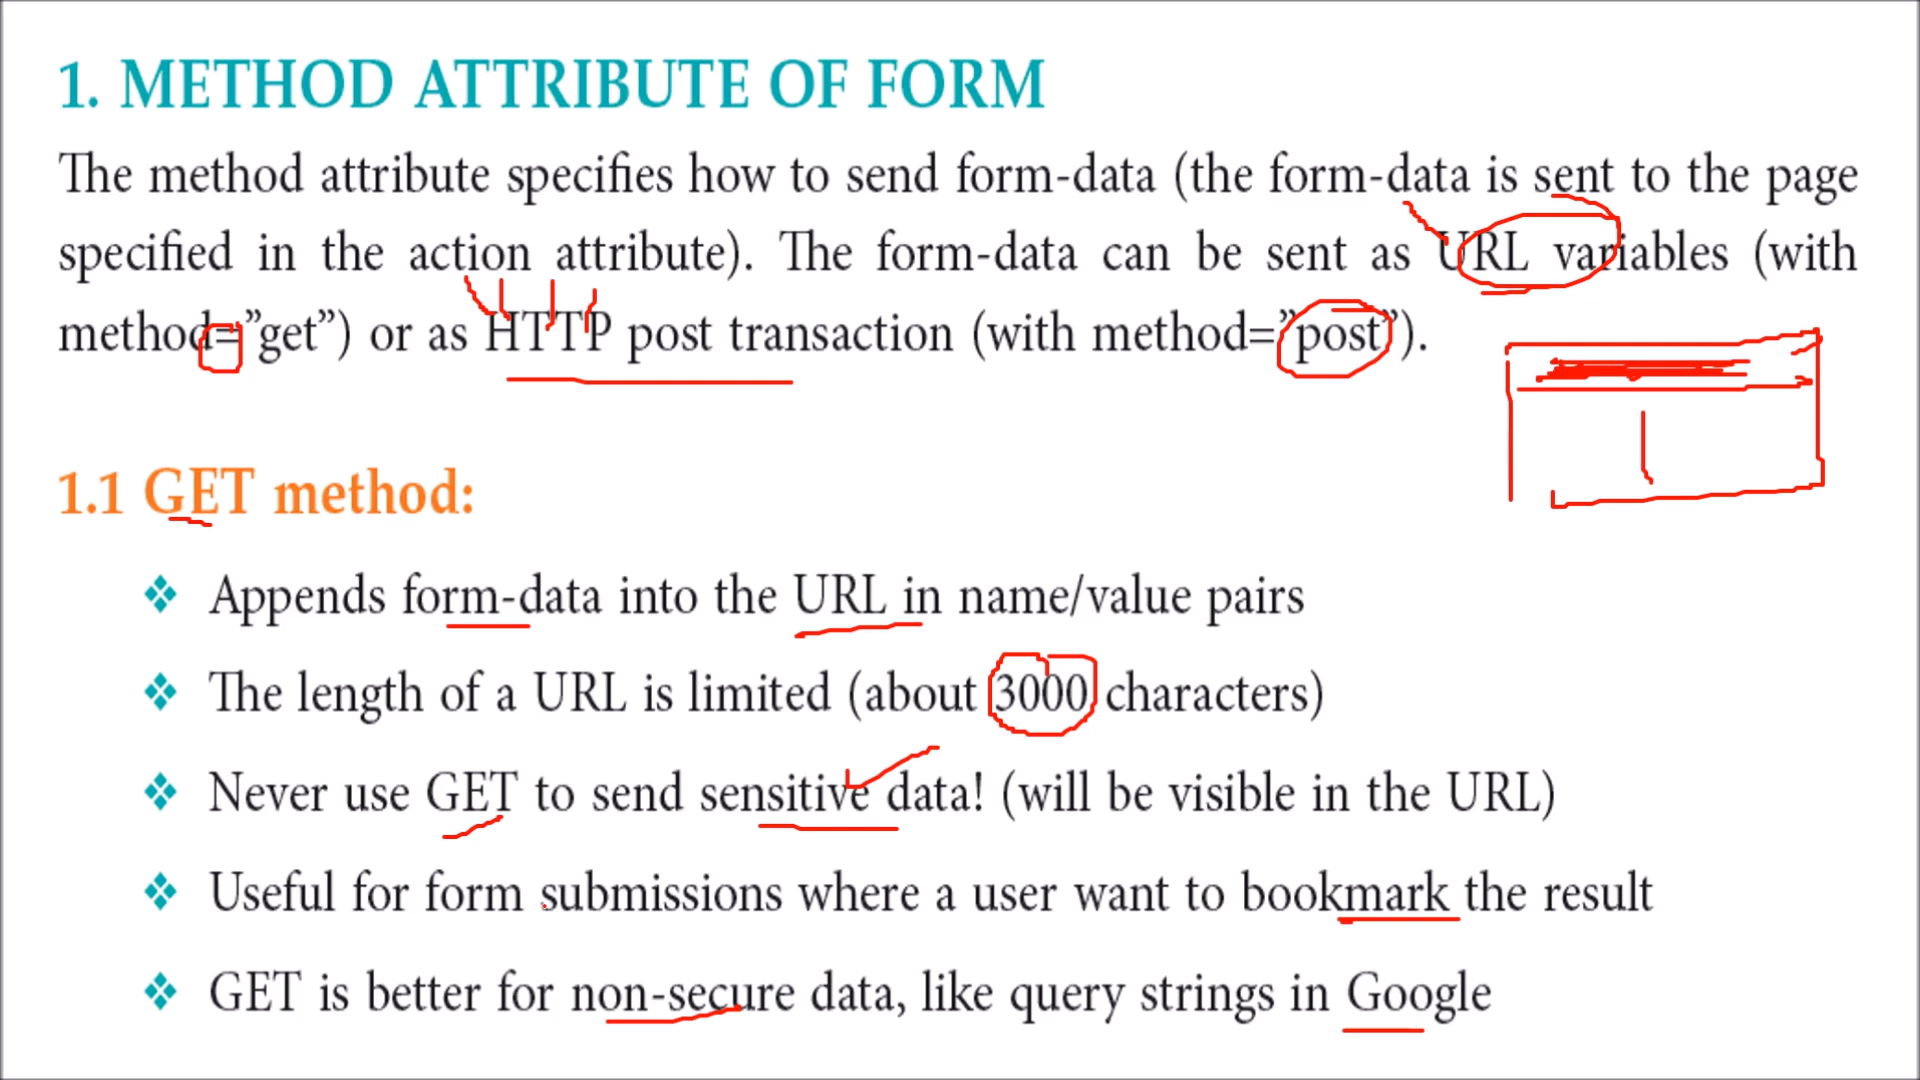 1. METHOD ATTRIBUTE OF FORM
The method attribute specifies how to send form-data (the form-data is sent to the page
specified in the action attribute). The form-data can be sent as URL variables (with
method=”get”) or as HTTP post transaction (with method=”post”).
1.1 GET method:
❖ Appends form-data into the URL in name/value pairs
❖ The length of a URL is limited (about 3000 characters)
❖ Never use GET to send sensitive data! (will be visible in the URL)
❖ Useful for form submissions where a user want to bookmark the result
❖ GET is better for non-secure data, like query strings in Google